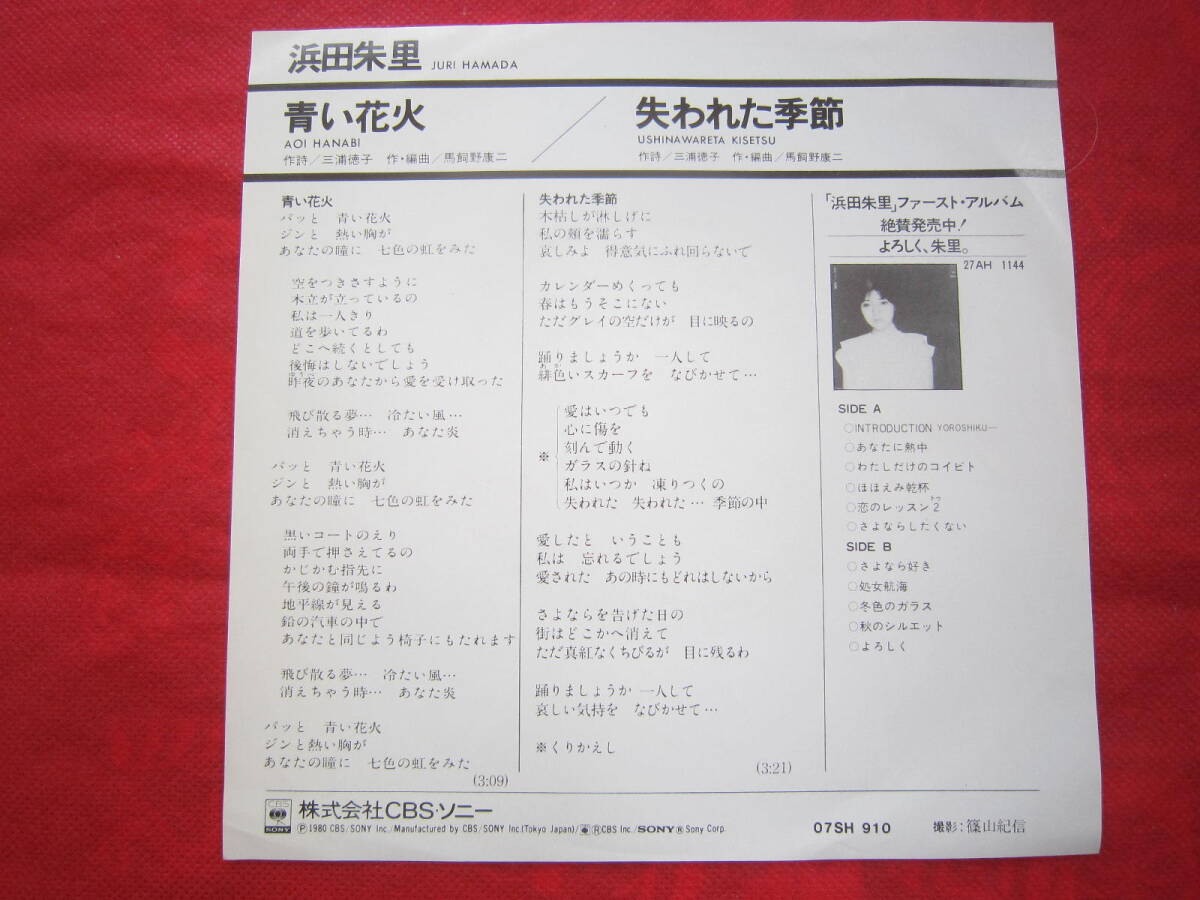 浜田朱里 JURI HAMADA
青い花火／失われた季節
AOI HANABI
USHINAWARETA KISETSU
作詩／三浦徳子 作・編曲／馬飼野康二
作詩／三浦徳子 作・編曲／馬飼野康二
青い花火
パッと 青い花火
ジンと 熱い胸が
あなたの瞳に 七色の虹をみた
空をつきさすように
木立が立っているの
私は一人きり
道を歩いてるわ
どこへ続くとしても
後悔はしないでしょう
昨夜のあなたから愛を受け取った
飛び散る夢… 冷たい風…
消えちゃう時… あなた炎
パッと 青い花火
ジンと 熱い胸が
あなたの瞳に 七色の虹をみた
黒いコートのえり
両手で押さえてるの
かじかむ指先に
午後の鐘が鳴るわ
地平線が見える
鉛の汽車の中で
あなたと同じよう椅子にもたれます
飛び散る夢… 冷たい風…
消えちゃう時… あなた炎
パッと 青い花火
ジンと熱い胸が
あなたの瞳に 七色の虹をみた
(3:09)
失われた季節
木枯しが淋しげに
私の頬を濡らす
哀しみよ 得意気にふれ回らないで
カレンダーめくっても
春はもうそこにない
ただグレイの空だけが 目に映るの
踊りましょうか 一人して
緋色いスカーフを なびかせて…
※
愛はいつでも
心に傷を
刻んで動く
ガラスの針ね
私はいつか 凍りつくの
失われた 失われた… 季節の中
愛したと いうことも
私は 忘れるでしょう
愛された あの時にもどれはしないから
さよならを告げた日の
街はどこかへ消えて
ただ真紅なくちびるが 目に残るわ
踊りましょうか 一人して
哀しい気持を なびかせて…
※くりかえし
(3:21)
「浜田朱里」ファースト・アルバム
絶賛発売中！
よろしく、朱里。
27AH 1144
SIDE A
○INTRODUCTION YOROSHIKU—
○あなたに熱中
○わたしだけのコイビト
○ほほえみ乾杯
○恋のレッスン2
○さよならしたくない
SIDE B
○さよなら好き
○処女航海
○冬色のガラス
○秋のシルエット
○よろしく
CBS SONY 株式会社CBS・ソニー
Ⓟ1980 CBS/SONY Inc./Manufactured by CBS/SONY Inc.(Tokyo Japan)/®CBS Inc./SONY® Sony Corp.
07SH 910
撮影：篠山紀信